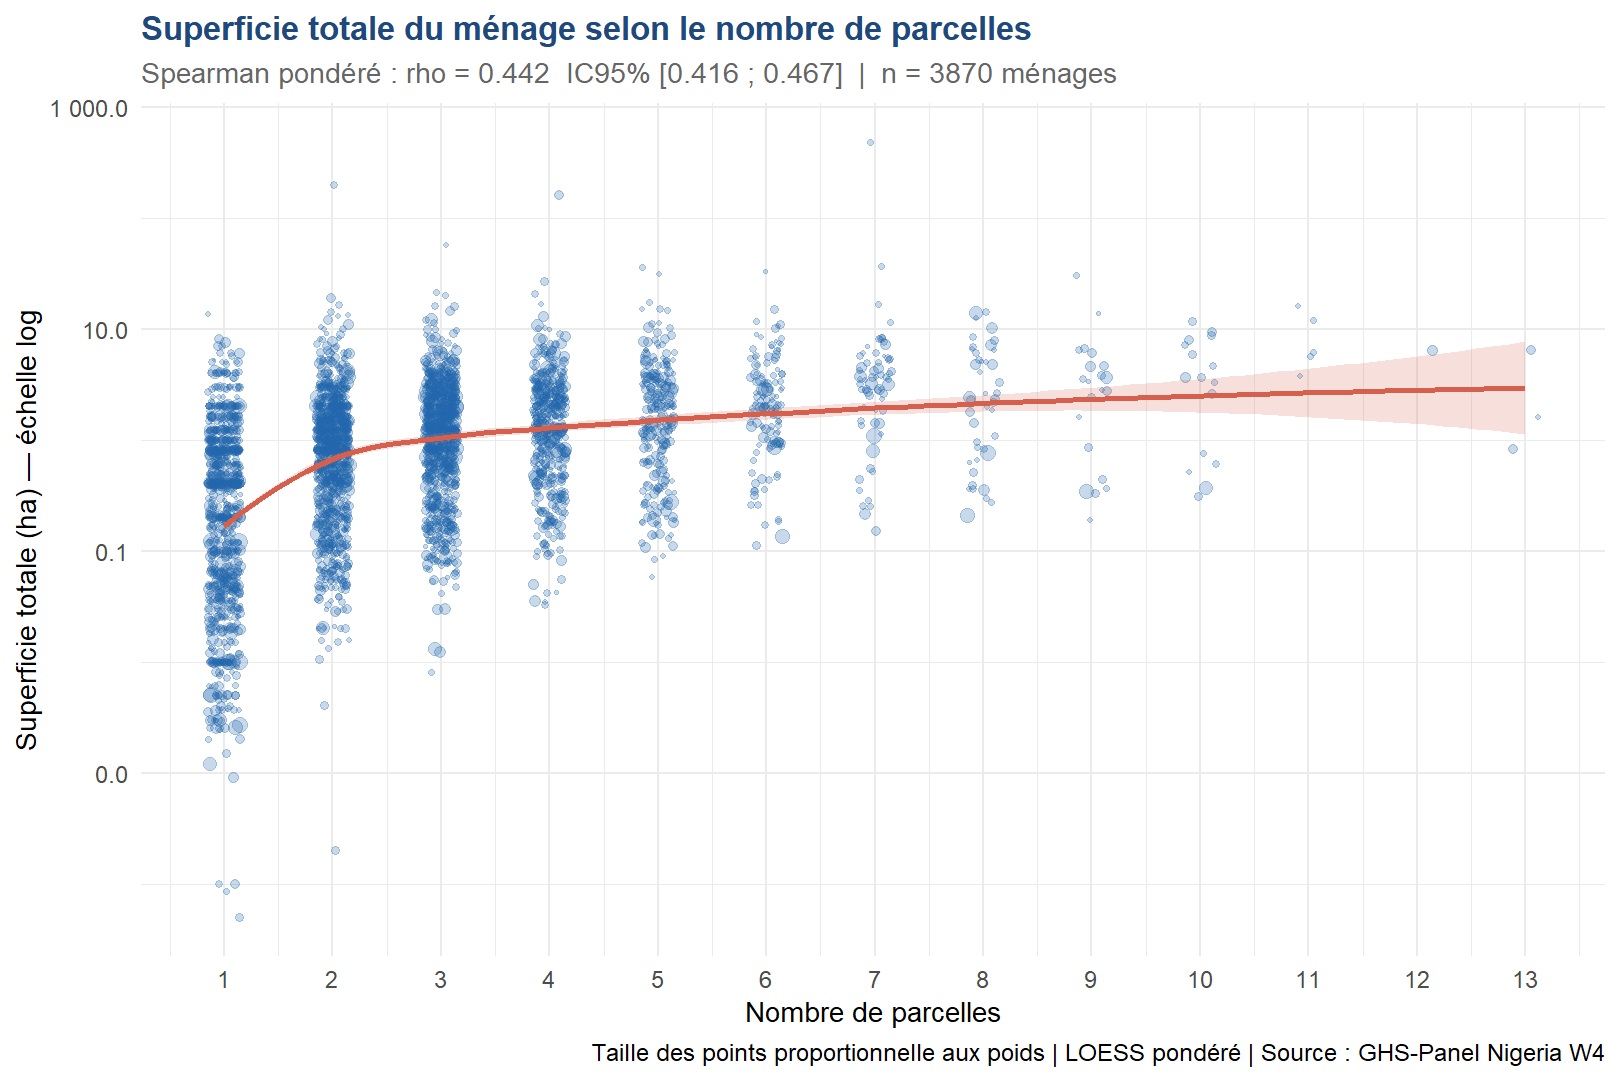 Superficie totale du ménage selon le nombre de parcelles
Spearman pondéré : rho = 0.442  IC95% [0.416 ; 0.467]  |  n = 3870 ménages
Superficie totale (ha) — échelle log
1 000.0
10.0
0.1
0.0
1 2 3 4 5 6 7 8 9 10 11 12 13
Nombre de parcelles
Taille des points proportionnelle aux poids | LOESS pondéré | Source : GHS-Panel Nigeria W4